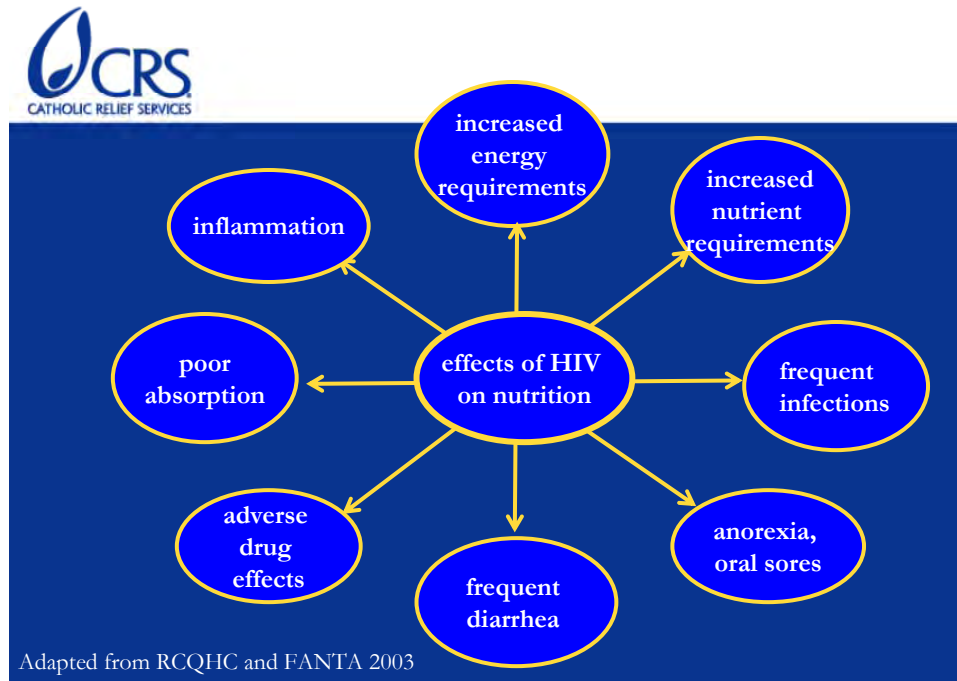 CRS
CATHOLIC RELIEF SERVICES
increased
energy
requirements
increased
nutrient
requirements
inflammation
effects of HIV
on nutrition
poor
absorption
frequent
infections
adverse
drug
effects
anorexia,
oral sores
frequent
diarrhea
Adapted from RCQHC and FANTA 2003